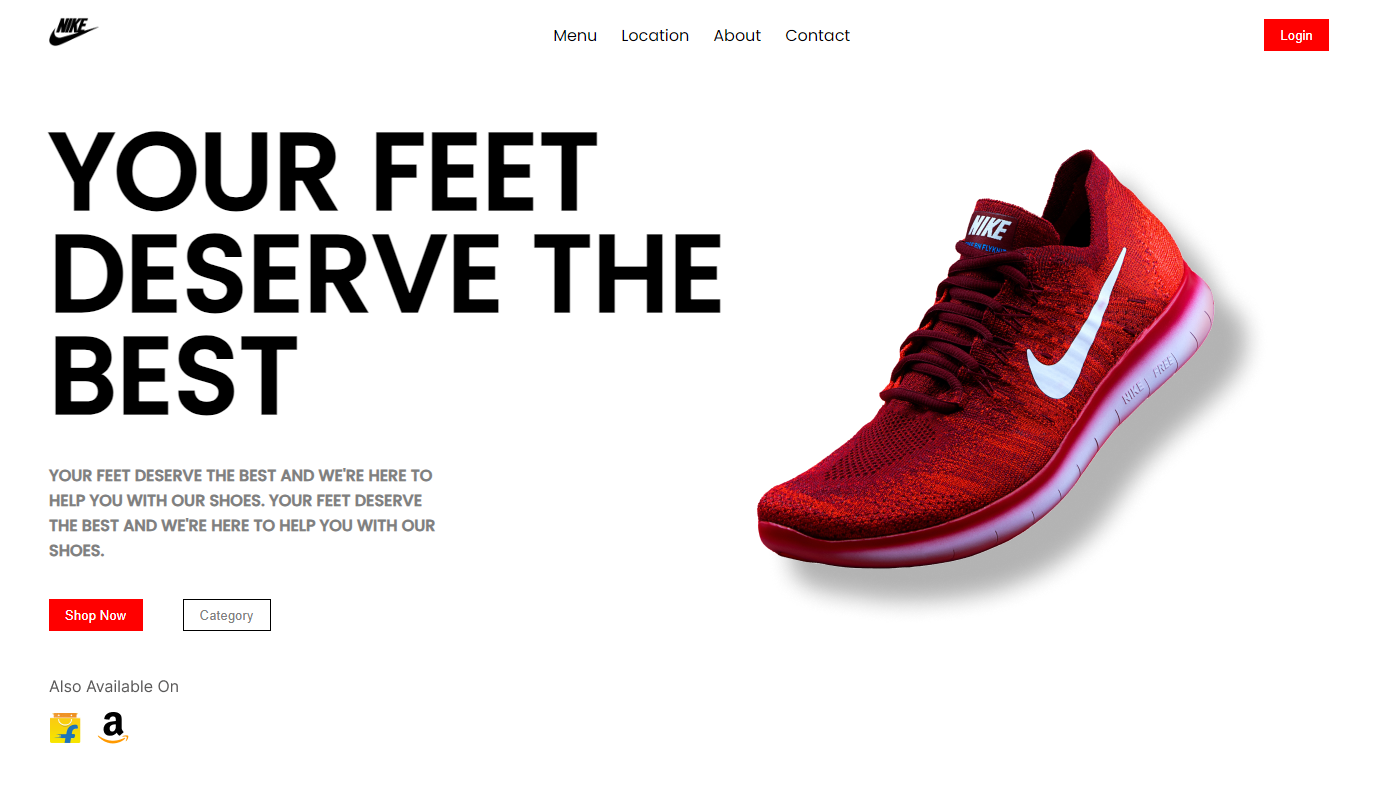 NIKE
Menu Location About Contact
Login
YOUR FEET
DESERVE THE
BEST
YOUR FEET DESERVE THE BEST AND WE'RE HERE TO
HELP YOU WITH OUR SHOES. YOUR FEET DESERVE
THE BEST AND WE'RE HERE TO HELP YOU WITH OUR
SHOES.
Shop Now
Category
Also Available On
f
a
NIKE
NIKE FREE